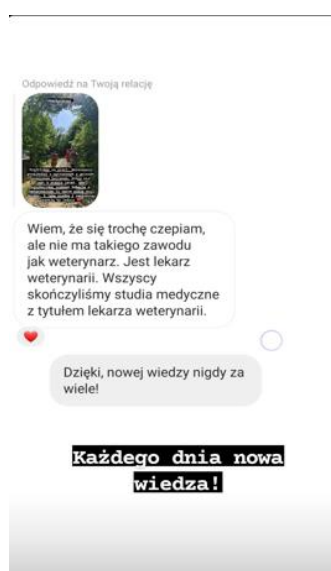 Odpowiedź na Twoją relację
Wiem, że się trochę czepiam,
ale nie ma takiego zawodu
jak weterynarz. Jest lekarz
weterynarii. Wszyscy
skończyliśmy studia medyczne
z tytułem lekarza weterynarii.
Dzięki, nowej wiedzy nigdy za
wiele!
Każdego dnia nowa
wiedza!